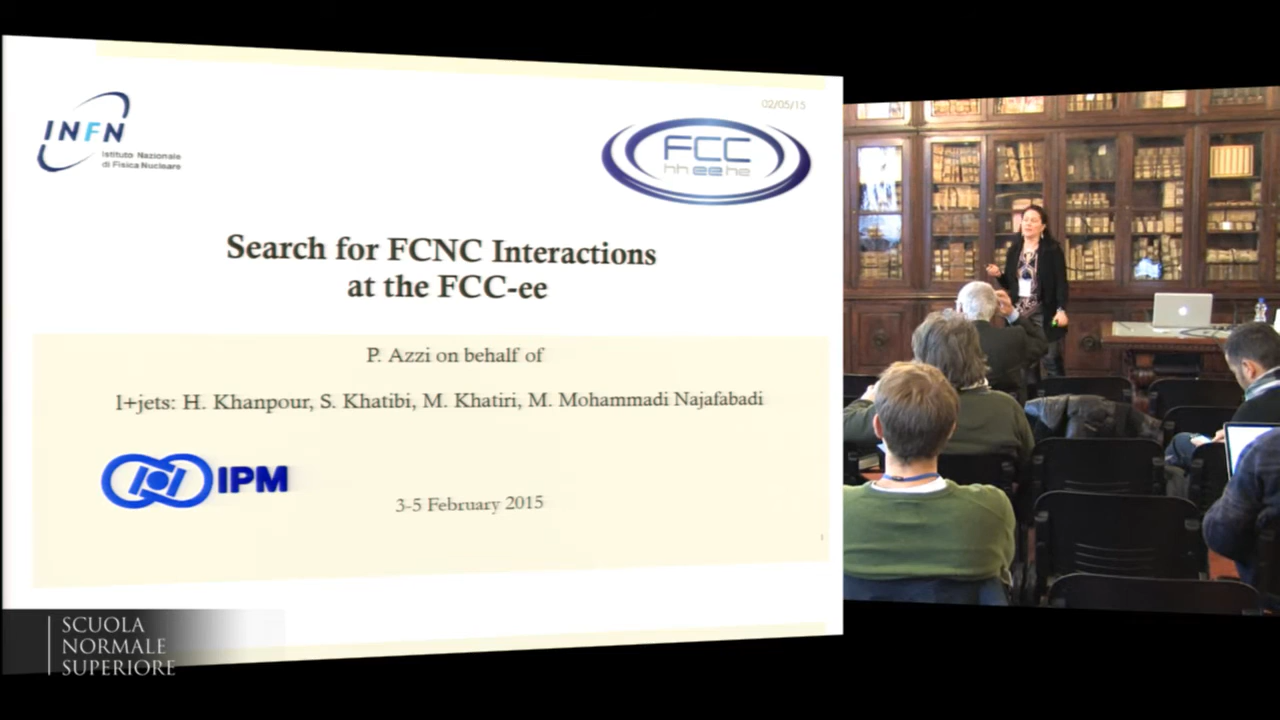 02/05/15
INFN
Istituto Nazionale
di Fisica Nucleare
FCC
hh ee he
Search for FCNC Interactions
at the FCC-ee
P. Azzi on behalf of
l+jets: H. Khanpour, S. Khatibi, M. Khatiri, M. Mohammadi Najafabadi
IPM
3-5 February 2015
1
SCUOLA
NORMALE
SUPERIORE